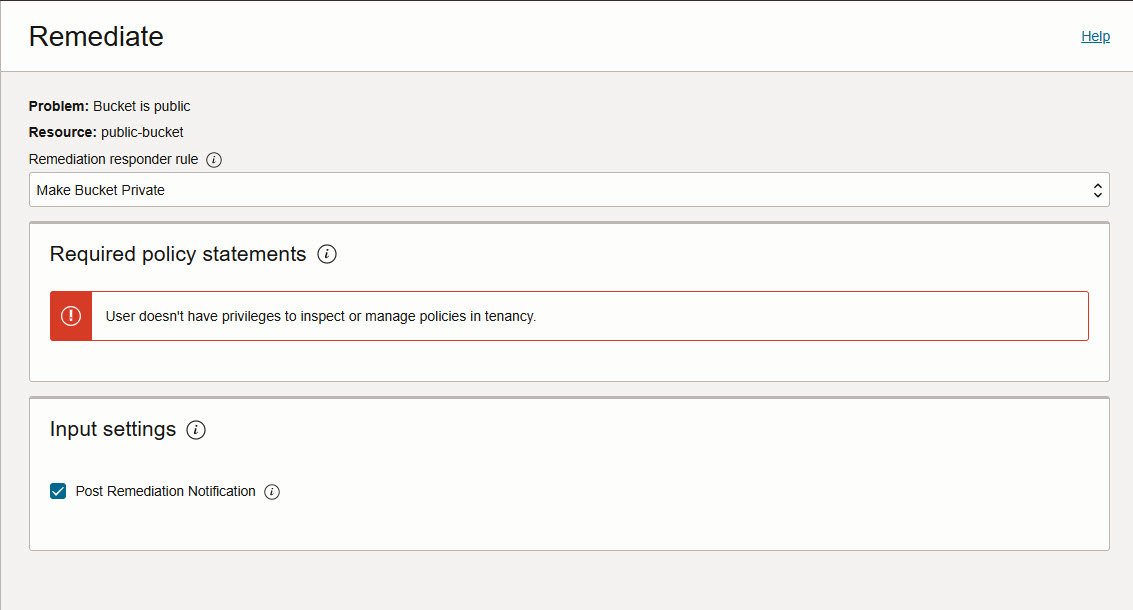 Remediate
Help
Problem: Bucket is public
Resource: public-bucket
Remediation responder rule
Make Bucket Private
Required policy statements
User doesn't have privileges to inspect or manage policies in tenancy.
Input settings
Post Remediation Notification